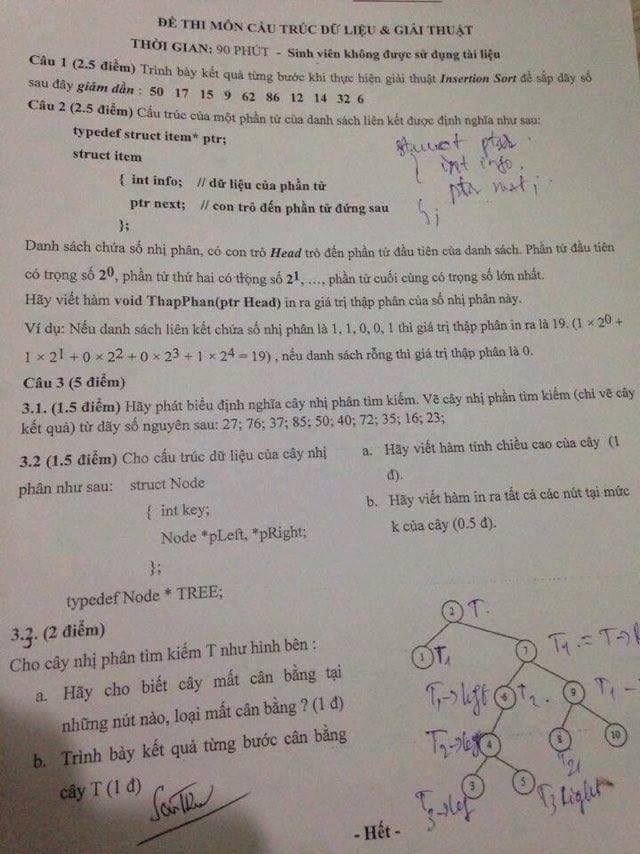 ĐỀ THI MÔN CẤU TRÚC DỮ LIỆU & GIẢI THUẬT
THỜI GIAN: 90 PHÚT - Sinh viên không được sử dụng tài liệu
Câu 1 (2.5 điểm) Trình bày kết quả từng bước khi thực hiện giải thuật Insertion Sort để sắp dãy số
sau đây giảm dần : 50 17 15 9 62 86 12 14 32 6
Câu 2 (2.5 điểm) Cấu trúc của một phần tử của danh sách liên kết được định nghĩa như sau:
typedef struct item* ptr;
struct item
{ int info; // dữ liệu của phần tử
ptr next; // con trỏ đến phần tử đứng sau
};
struct ptr
{ int info.
ptr next;
};
Danh sách chứa số nhị phân, có con trỏ Head trỏ đến phần tử đầu tiên của danh sách. Phần tử đầu tiên
có trọng số 2^0, phần tử thứ hai có trọng số 2^1, ..., phần tử cuối cùng có trọng số lớn nhất.
Hãy viết hàm void ThapPhan(ptr Head) in ra giá trị thập phân của số nhị phân này.
Ví dụ: Nếu danh sách liên kết chứa số nhị phân là 1, 1, 0, 0, 1 thì giá trị thập phân in ra là 19. (1 × 2^0 +
1 × 2^1 + 0 × 2^2 + 0 × 2^3 + 1 × 2^4 = 19) , nếu danh sách rỗng thì giá trị thập phân là 0.
Câu 3 (5 điểm)
3.1. (1.5 điểm) Hãy phát biểu định nghĩa cây nhị phân tìm kiếm. Vẽ cây nhị phần tìm kiếm (chỉ vẽ cây
kết quả) từ dãy số nguyên sau: 27; 76; 37; 85; 50; 40; 72; 35; 16; 23;
3.2 (1.5 điểm) Cho cấu trúc dữ liệu của cây nhị
phân như sau: struct Node
{ int key;
Node *pLeft, *pRight;
};
typedef Node * TREE;
a. Hãy viết hàm tính chiều cao của cây (1
đ).
b. Hãy viết hàm in ra tất cả các nút tại mức
k của cây (0.5 đ).
3.3. (2 điểm)
Cho cây nhị phân tìm kiếm T như hình bên :
a. Hãy cho biết cây mất cân bằng tại
những nút nào, loại mất cân bằng ? (1 đ)
b. Trình bày kết quả từng bước cân bằng
cây T (1 đ)
2 T.
1 T1
7 T1 = T->R
T1->left 6 T2.
9 T1 -
T2->left 4
8
10
T3->left 3
5 T3 Right
- Hết -